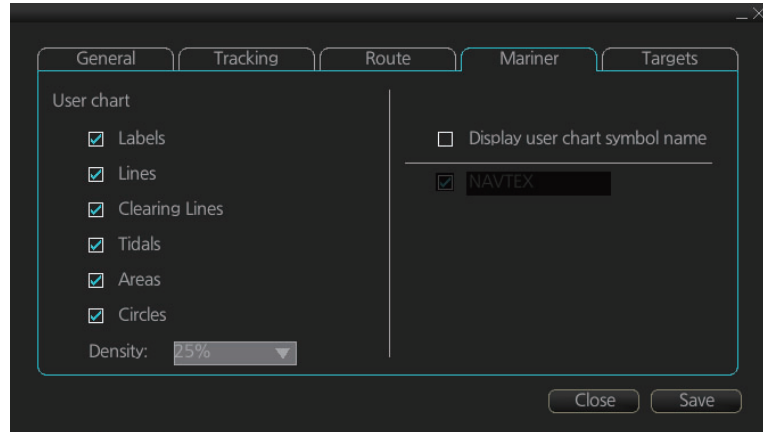 General
Tracking
Route
Mariner
Targets
User chart
Labels
Lines
Clearing Lines
Tidals
Areas
Circles
Density: 25%
Display user chart symbol name
NAVTEX
Close
Save